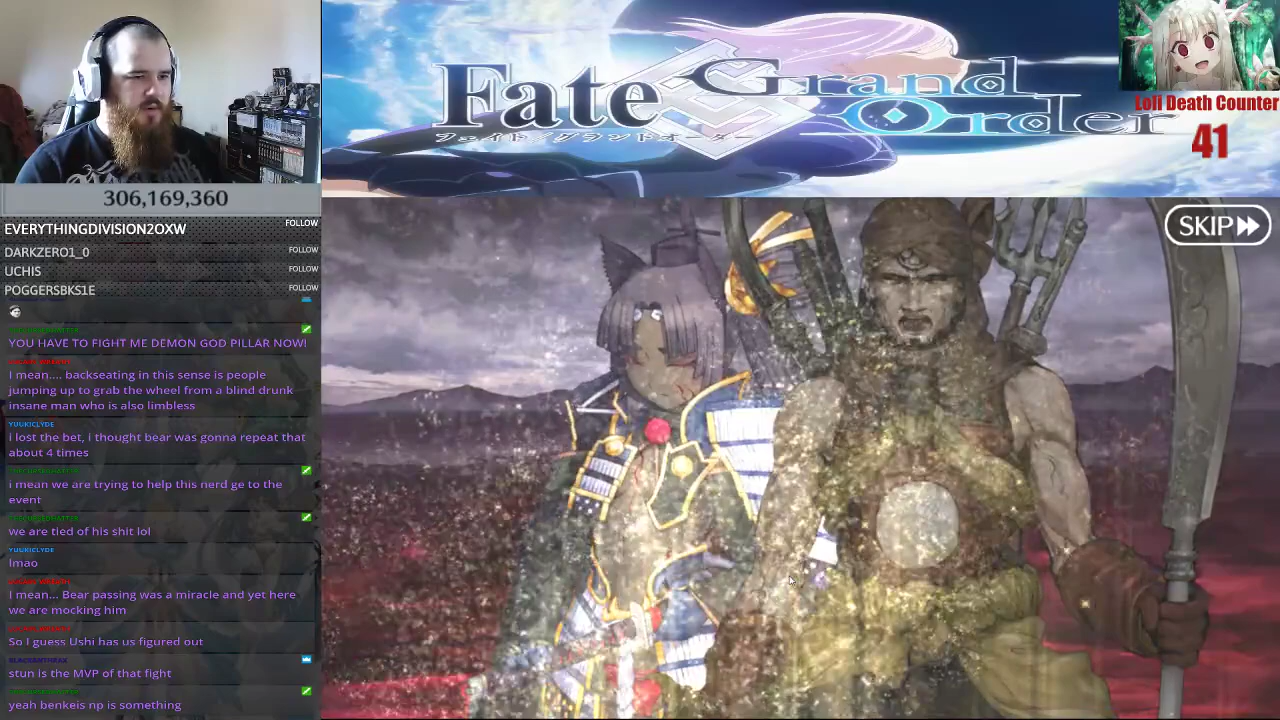 Fate Grand Order
フェイト/グランドオーダー
Loli Death Counter
41
306,169,360
SKIP
EVERYTHINGDIVISION2OXW FOLLOW
DARKZERO1_0 FOLLOW
UCHIS FOLLOW
POGGERSBKS1E FOLLOW
YOU HAVE TO FIGHT ME DEMON GOD PILLAR NOW!
I mean.... backseating in this sense is people
jumping up to grab the wheel from a blind drunk
insane man who is also limbless
YUUKICLYDE
i lost the bet, i thought bear was gonna repeat that
about 4 times
i mean we are trying to help this nerd ge to the
event
we are tied of his shit lol
YUUKICLYDE
lmao
I mean... Bear passing was a miracle and yet here
we are mocking him
So I guess Ushi has us figured out
stun is the MVP of that fight
yeah benkeis np is something